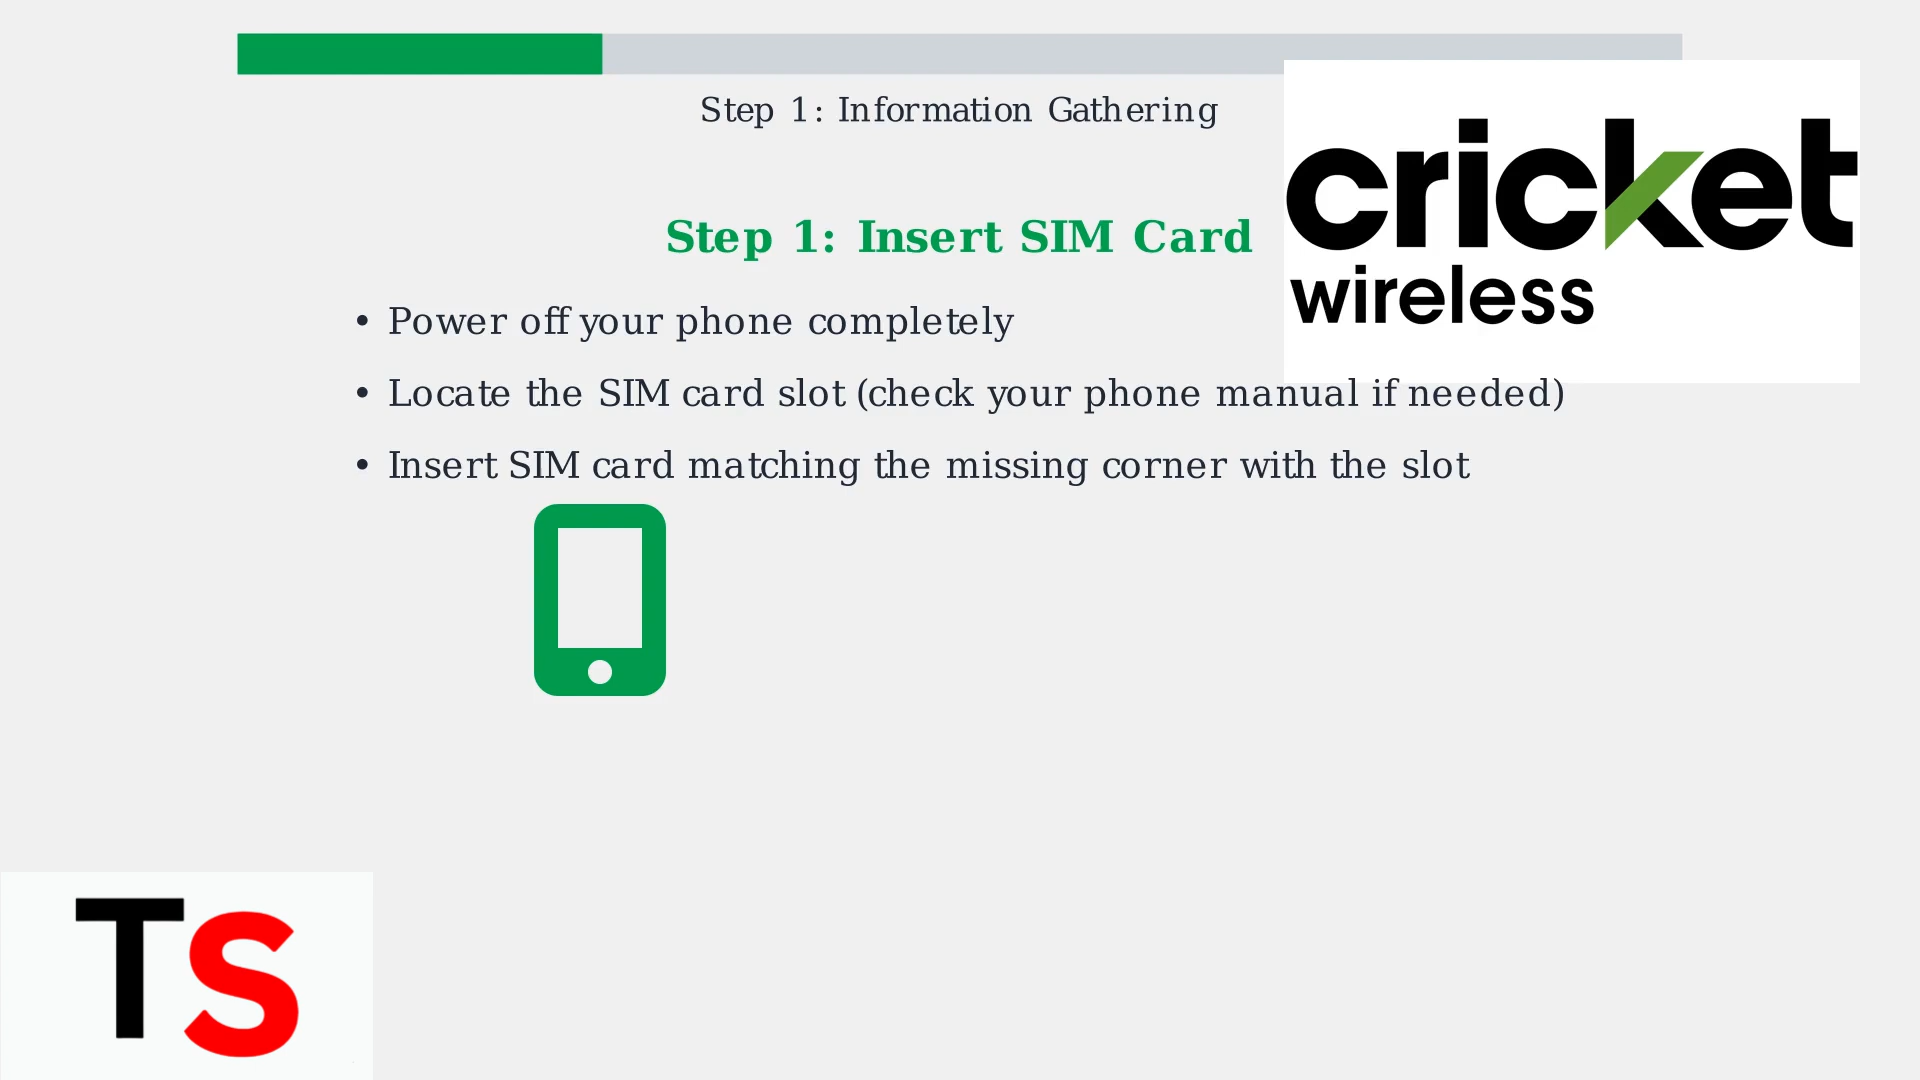 Step 1: Information Gathering
cricket
wireless
Step 1: Insert SIM Card
• Power off your phone completely
• Locate the SIM card slot (check your phone manual if needed)
• Insert SIM card matching the missing corner with the slot
TS